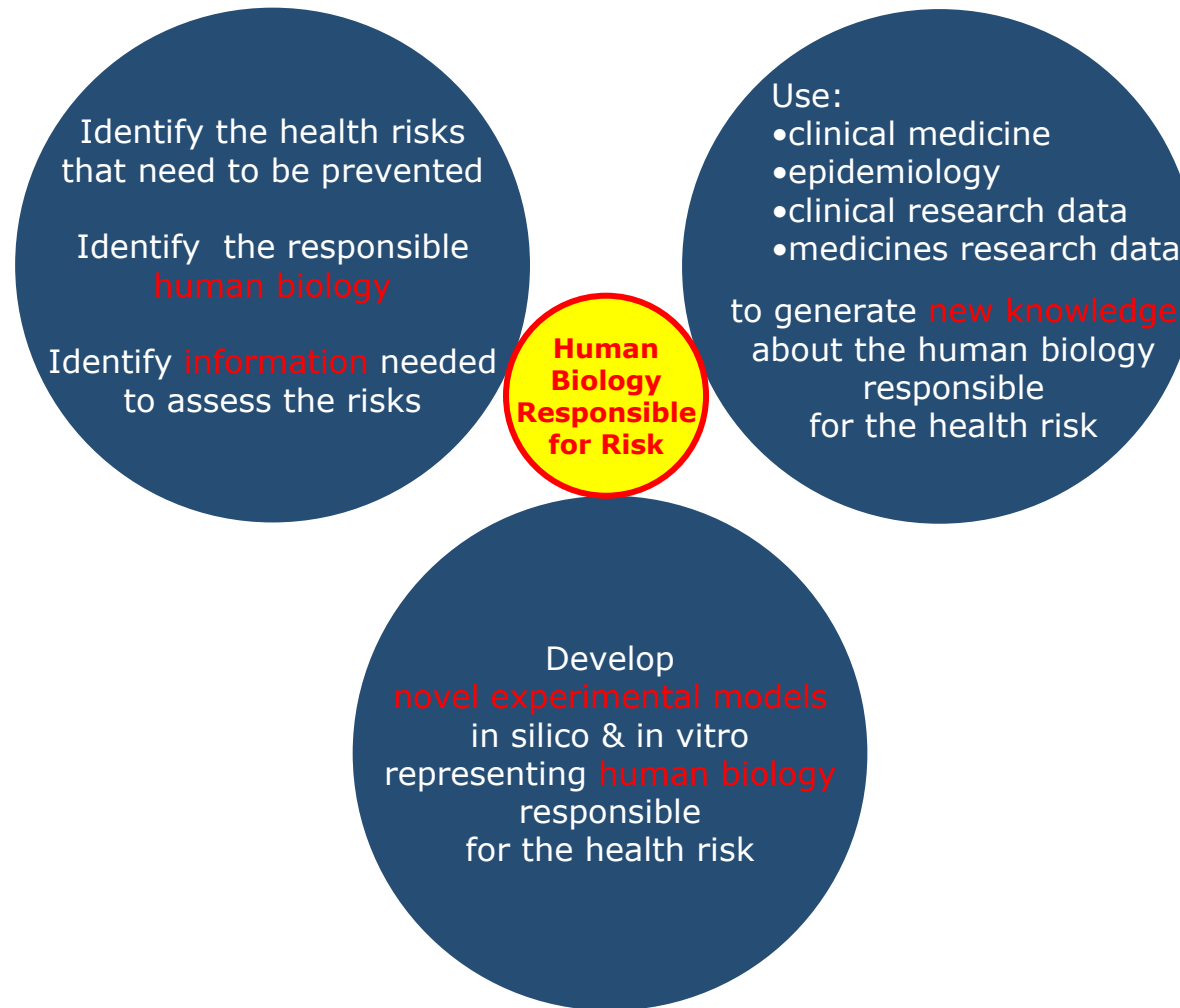 Identify the health risks
that need to be prevented
Identify  the responsible
human biology
Identify information needed
to assess the risks
Use:
•clinical medicine
•epidemiology
•clinical research data
•medicines research data
to generate new knowledge
about the human biology
responsible
for the health risk
Human
Biology
Responsible
for Risk
Develop
novel experimental models
in silico & in vitro
representing human biology
responsible
for the health risk